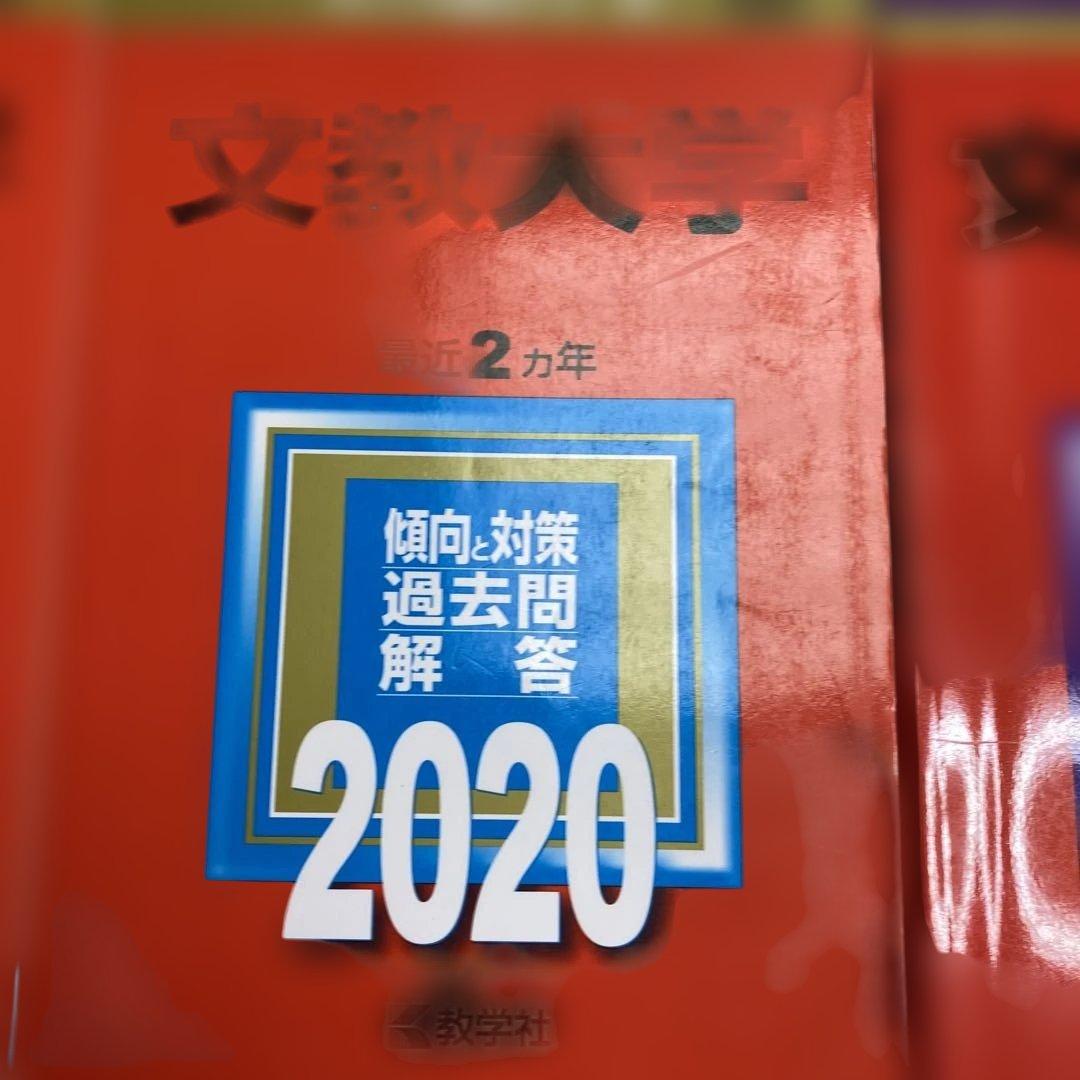 文教大学
最近2カ年
傾向と対策
過去問
解答
2020
教学社